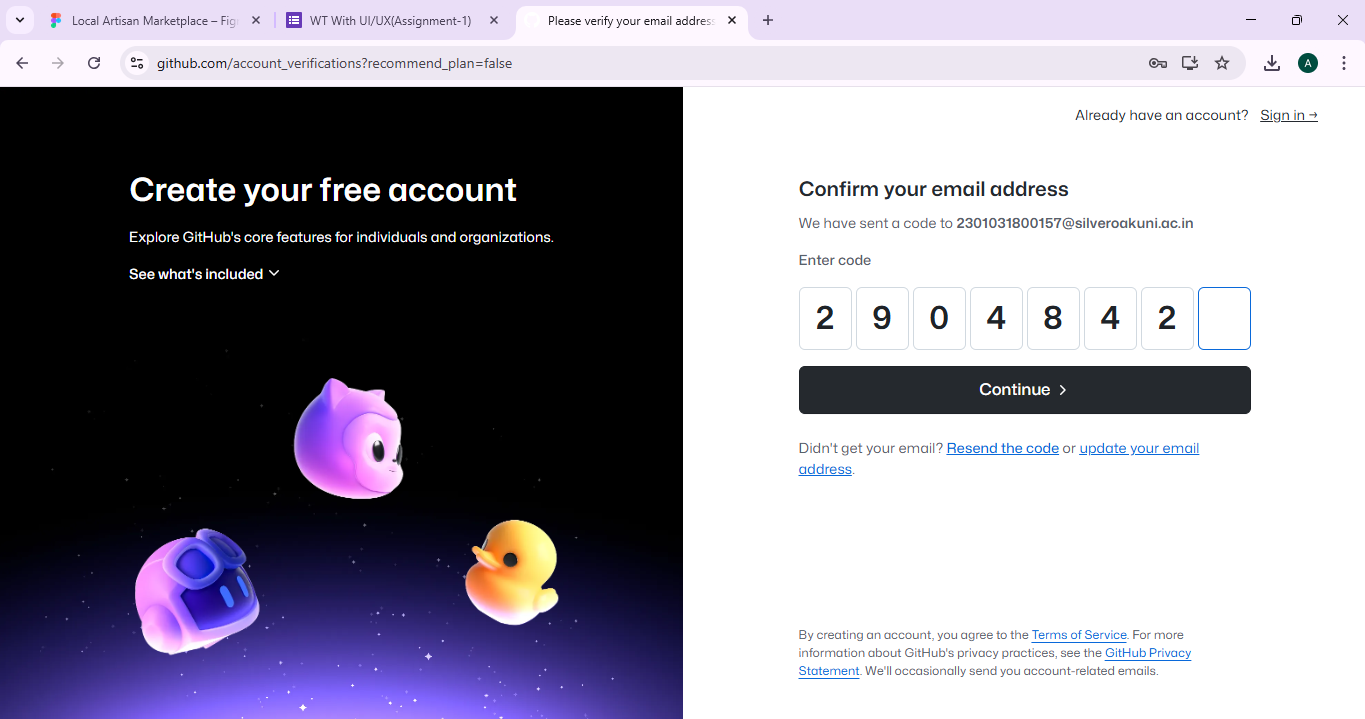 Local Artisan Marketplace – Fig
WT With UI/UX(Assignment-1)
Please verify your email address
github.com/account_verifications?recommend_plan=false
A
Already have an account? Sign in →
Create your free account
Explore GitHub's core features for individuals and organizations.
See what's included
Confirm your email address
We have sent a code to 2301031800157@silveroakuni.ac.in
Enter code
2 9 0 4 8 4 2
Continue
Didn't get your email? Resend the code or update your email
address.
By creating an account, you agree to the Terms of Service. For more
information about GitHub's privacy practices, see the GitHub Privacy
Statement. We'll occasionally send you account-related emails.